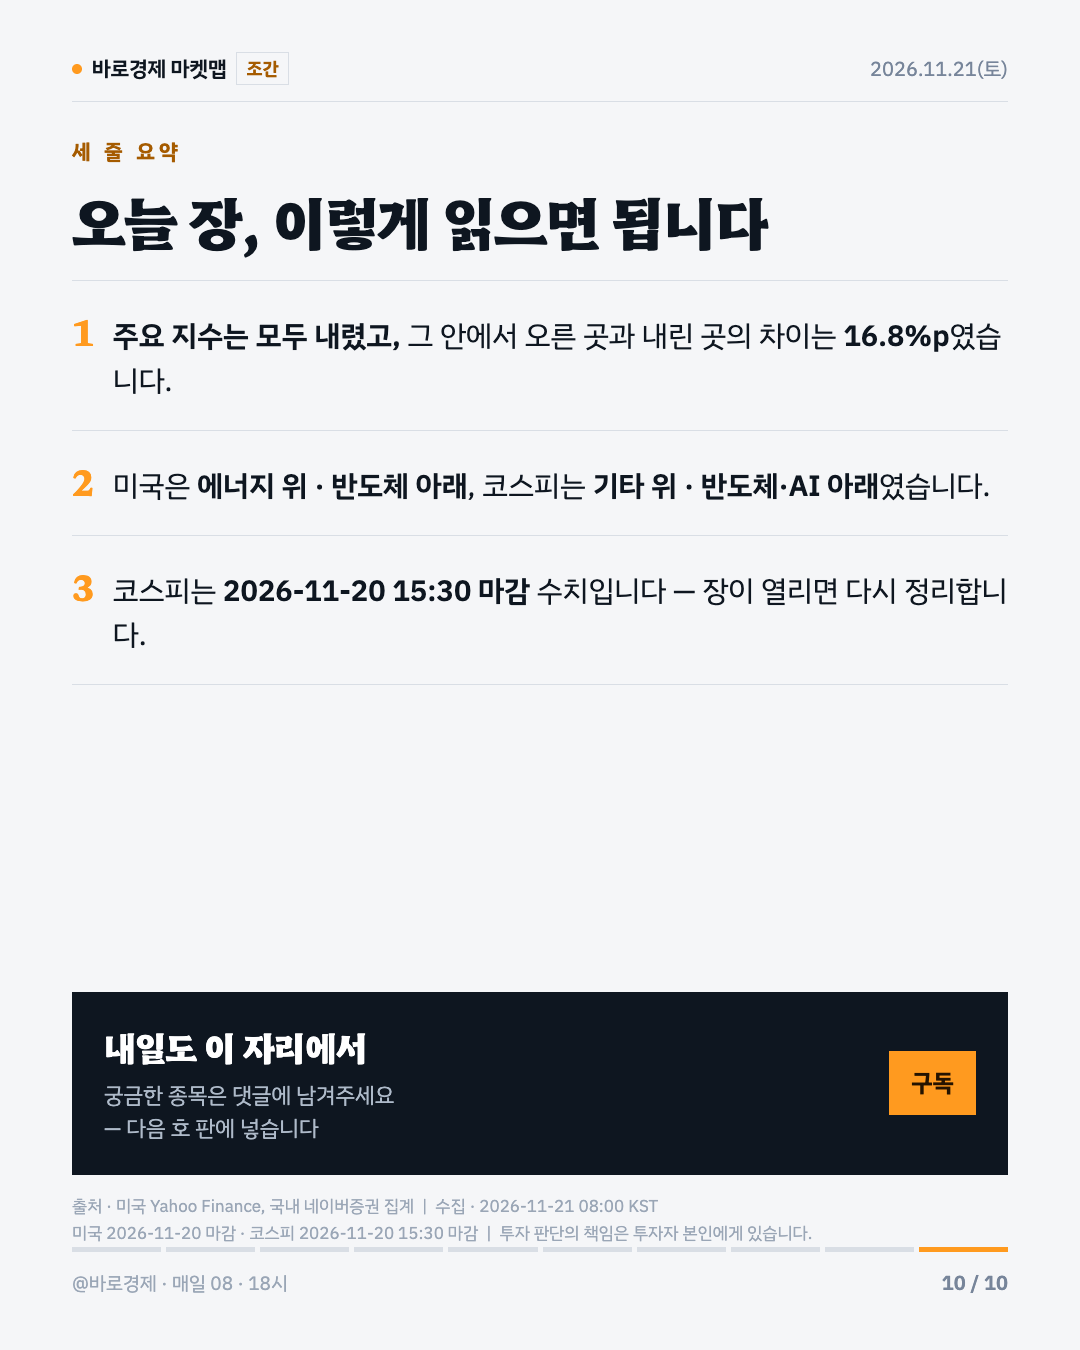 바로경제 마켓맵 조간 2026.11.21(토)
세 줄 요약
오늘 장, 이렇게 읽으면 됩니다
1 주요 지수는 모두 내렸고, 그 안에서 오른 곳과 내린 곳의 차이는 16.8%p였습
니다.
2 미국은 에너지 위 · 반도체 아래, 코스피는 기타 위 · 반도체·AI 아래였습니다.
3 코스피는 2026-11-20 15:30 마감 수치입니다 — 장이 열리면 다시 정리합니
다.
내일도 이 자리에서
궁금한 종목은 댓글에 남겨주세요
— 다음 호 판에 넣습니다
구독
출처 · 미국 Yahoo Finance, 국내 네이버증권 집계 | 수집 · 2026-11-21 08:00 KST
미국 2026-11-20 마감 · 코스피 2026-11-20 15:30 마감 | 투자 판단의 책임은 투자자 본인에게 있습니다.
@바로경제 · 매일 08 · 18시 10 / 10